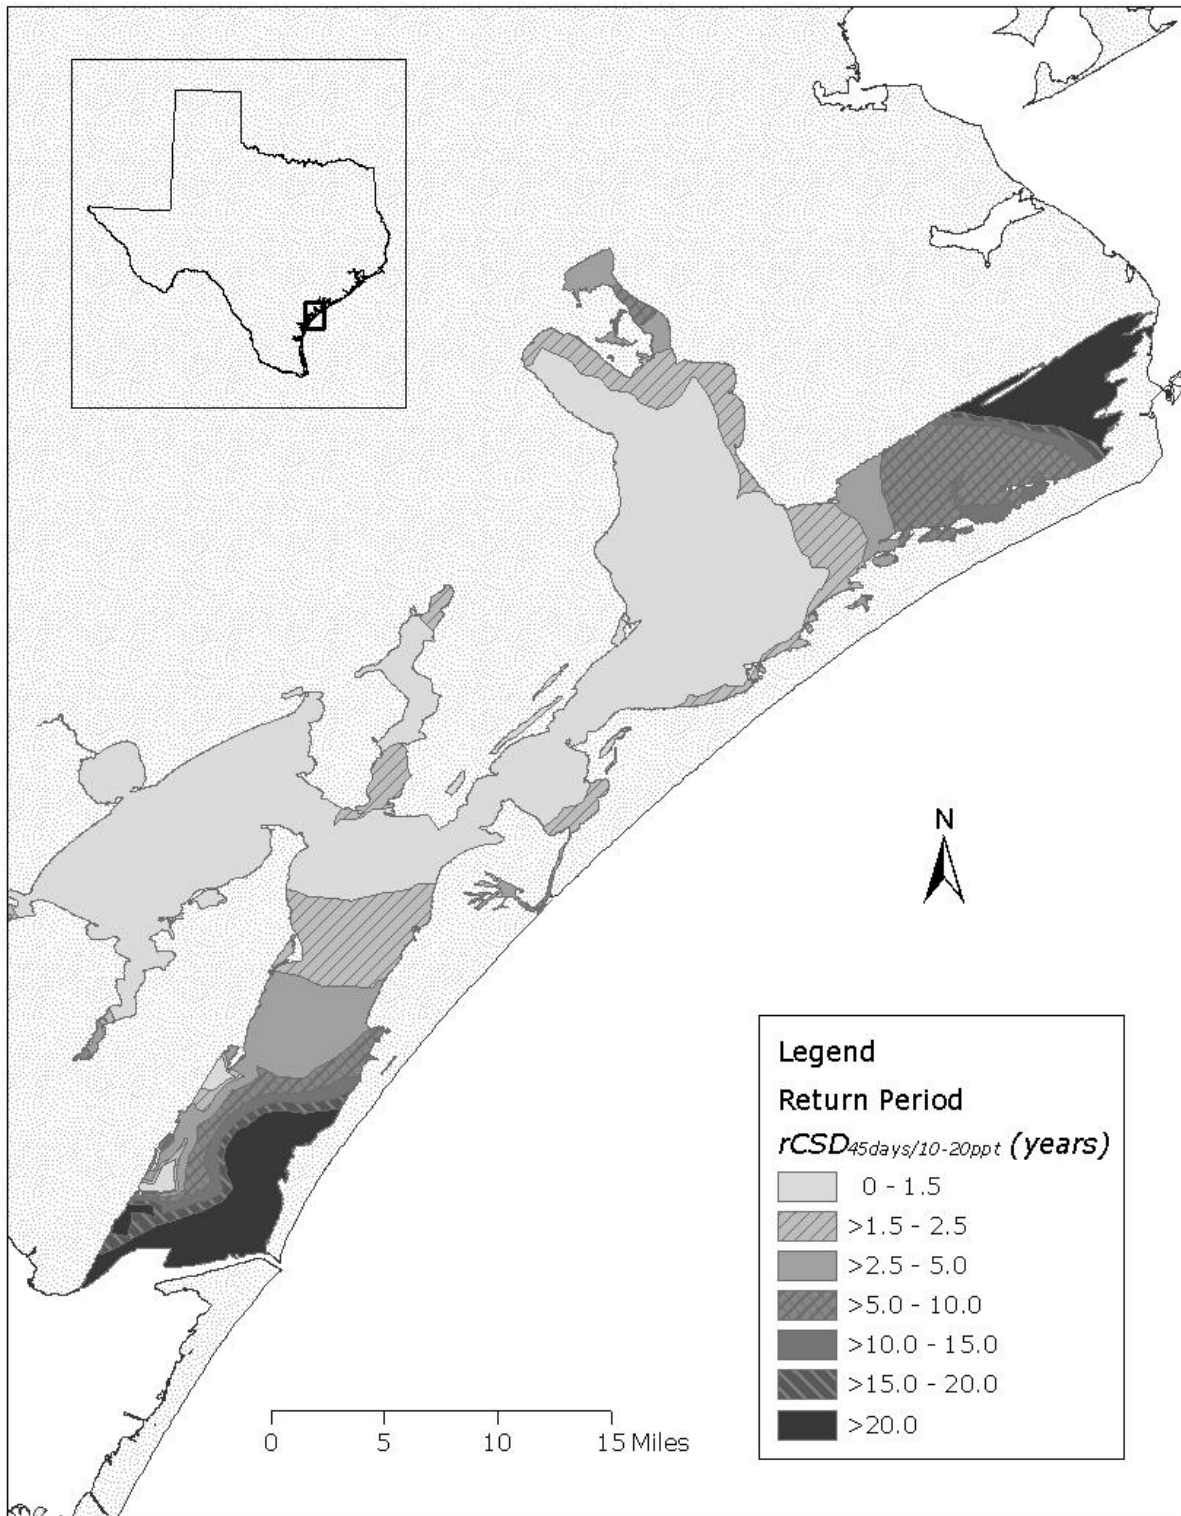 N
Legend
Return Period
rCSD45days/10-20ppt (years)
0 - 1.5
>1.5 - 2.5
>2.5 - 5.0
>5.0 - 10.0
>10.0 - 15.0
>15.0 - 20.0
>20.0
0 5 10 15 Miles